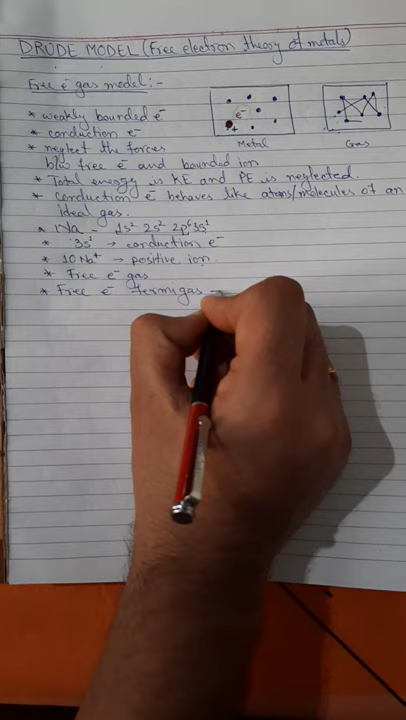 DRUDE MODEL (Free electron theory of metals)
Free e⁻ gas model:-
* weakly bounded e⁻
* conduction e⁻
* neglect the forces
b/w free e⁻ and bounded ion
e⁻
+
Metal
Gas
* Total energy is KE and PE is neglected.
* conduction e⁻ behaves like atoms/molecules of an
ideal gas.
* Na - 1s² 2s² 2p⁶ 3s¹
* 3s¹ → conduction e⁻
* 10 Na⁺ → positive ion
* Free e⁻ gas
* Free e⁻ fermigas →